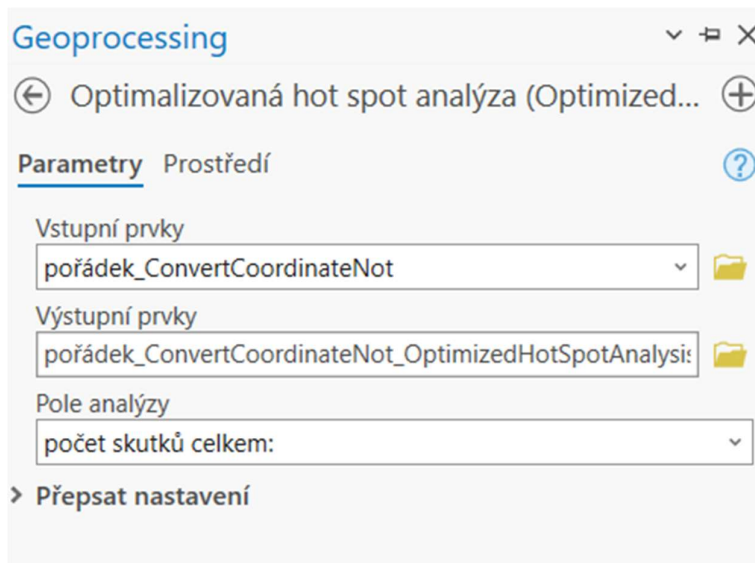 Geoprocessing
Optimalizovaná hot spot analýza (Optimized...
Parametry Prostředí
Vstupní prvky
pořádek_ConvertCoordinateNot
Výstupní prvky
pořádek_ConvertCoordinateNot_OptimizedHotSpotAnalysis
Pole analýzy
počet skutků celkem:
Přepsat nastavení